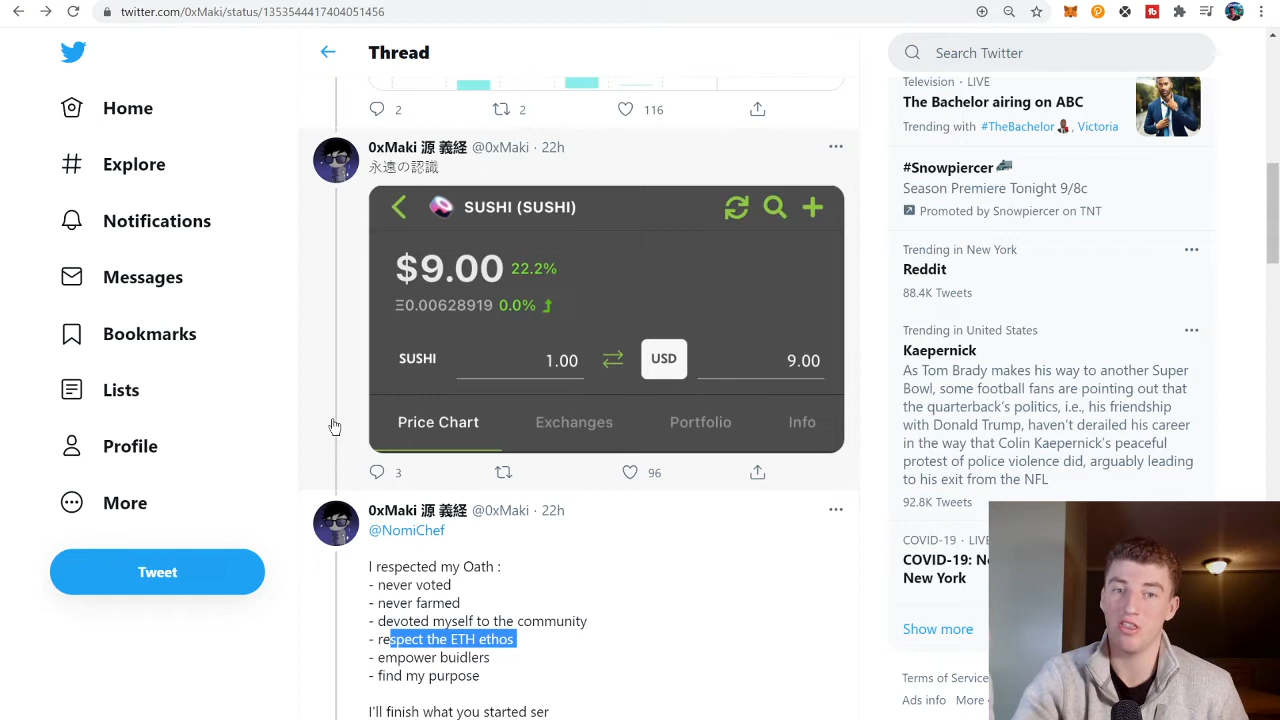 twitter.com/0xMaki/status/1353544417404051456
Home
Explore
Notifications
Messages
Bookmarks
Lists
Profile
More
Tweet
Thread
2 2 116
0xMaki 源 義経 @0xMaki · 22h
永遠の認識
SUSHI (SUSHI)
$9.00 22.2%
Ξ0.00628919 0.0%
SUSHI 1.00 USD 9.00
Price Chart Exchanges Portfolio Info
3 96
0xMaki 源 義経 @0xMaki · 22h
@NomiChef
I respected my Oath :
- never voted
- never farmed
- devoted myself to the community
- respect the ETH ethos
- empower buidlers
- find my purpose
I'll finish what you started ser
Search Twitter
Television · LIVE
The Bachelor airing on ABC
Trending with #TheBachelor, Victoria
#Snowpiercer
Season Premiere Tonight 9/8c
Promoted by Snowpiercer on TNT
Trending in New York
Reddit
88.4K Tweets
Trending in United States
Kaepernick
As Tom Brady makes his way to another Super
Bowl, some football fans are pointing out that
the quarterback's politics, i.e., his friendship
with Donald Trump, haven't derailed his career
in the way that Colin Kaepernick's peaceful
protest of police violence did, arguably leading
to his exit from the NFL
92.8K Tweets
COVID-19 · LIVE
COVID-19: Ne
New York
Show more
Terms of Service
Ads info More